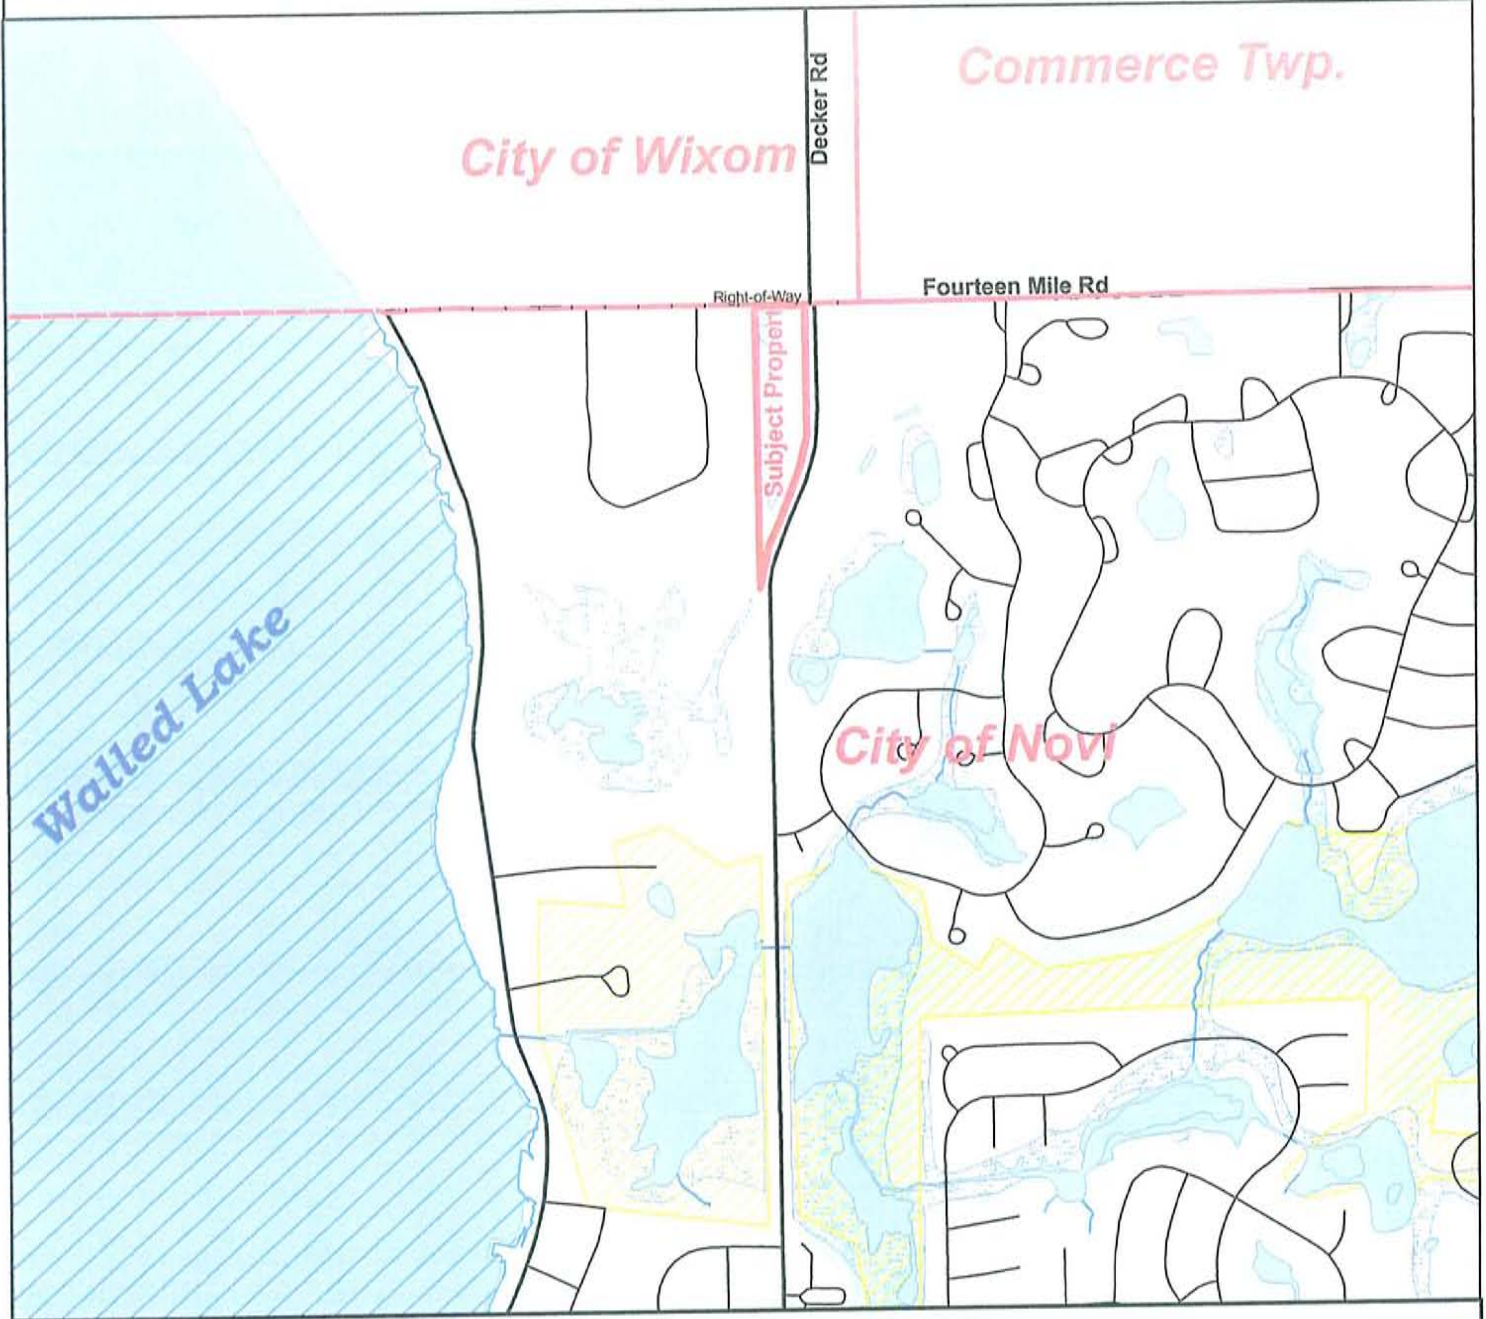 Commerce Twp.
Decker Rd
City of Wixom
Fourteen Mile Rd
Right-of-Way
Subject Propert
Walled Lake
City of Novi